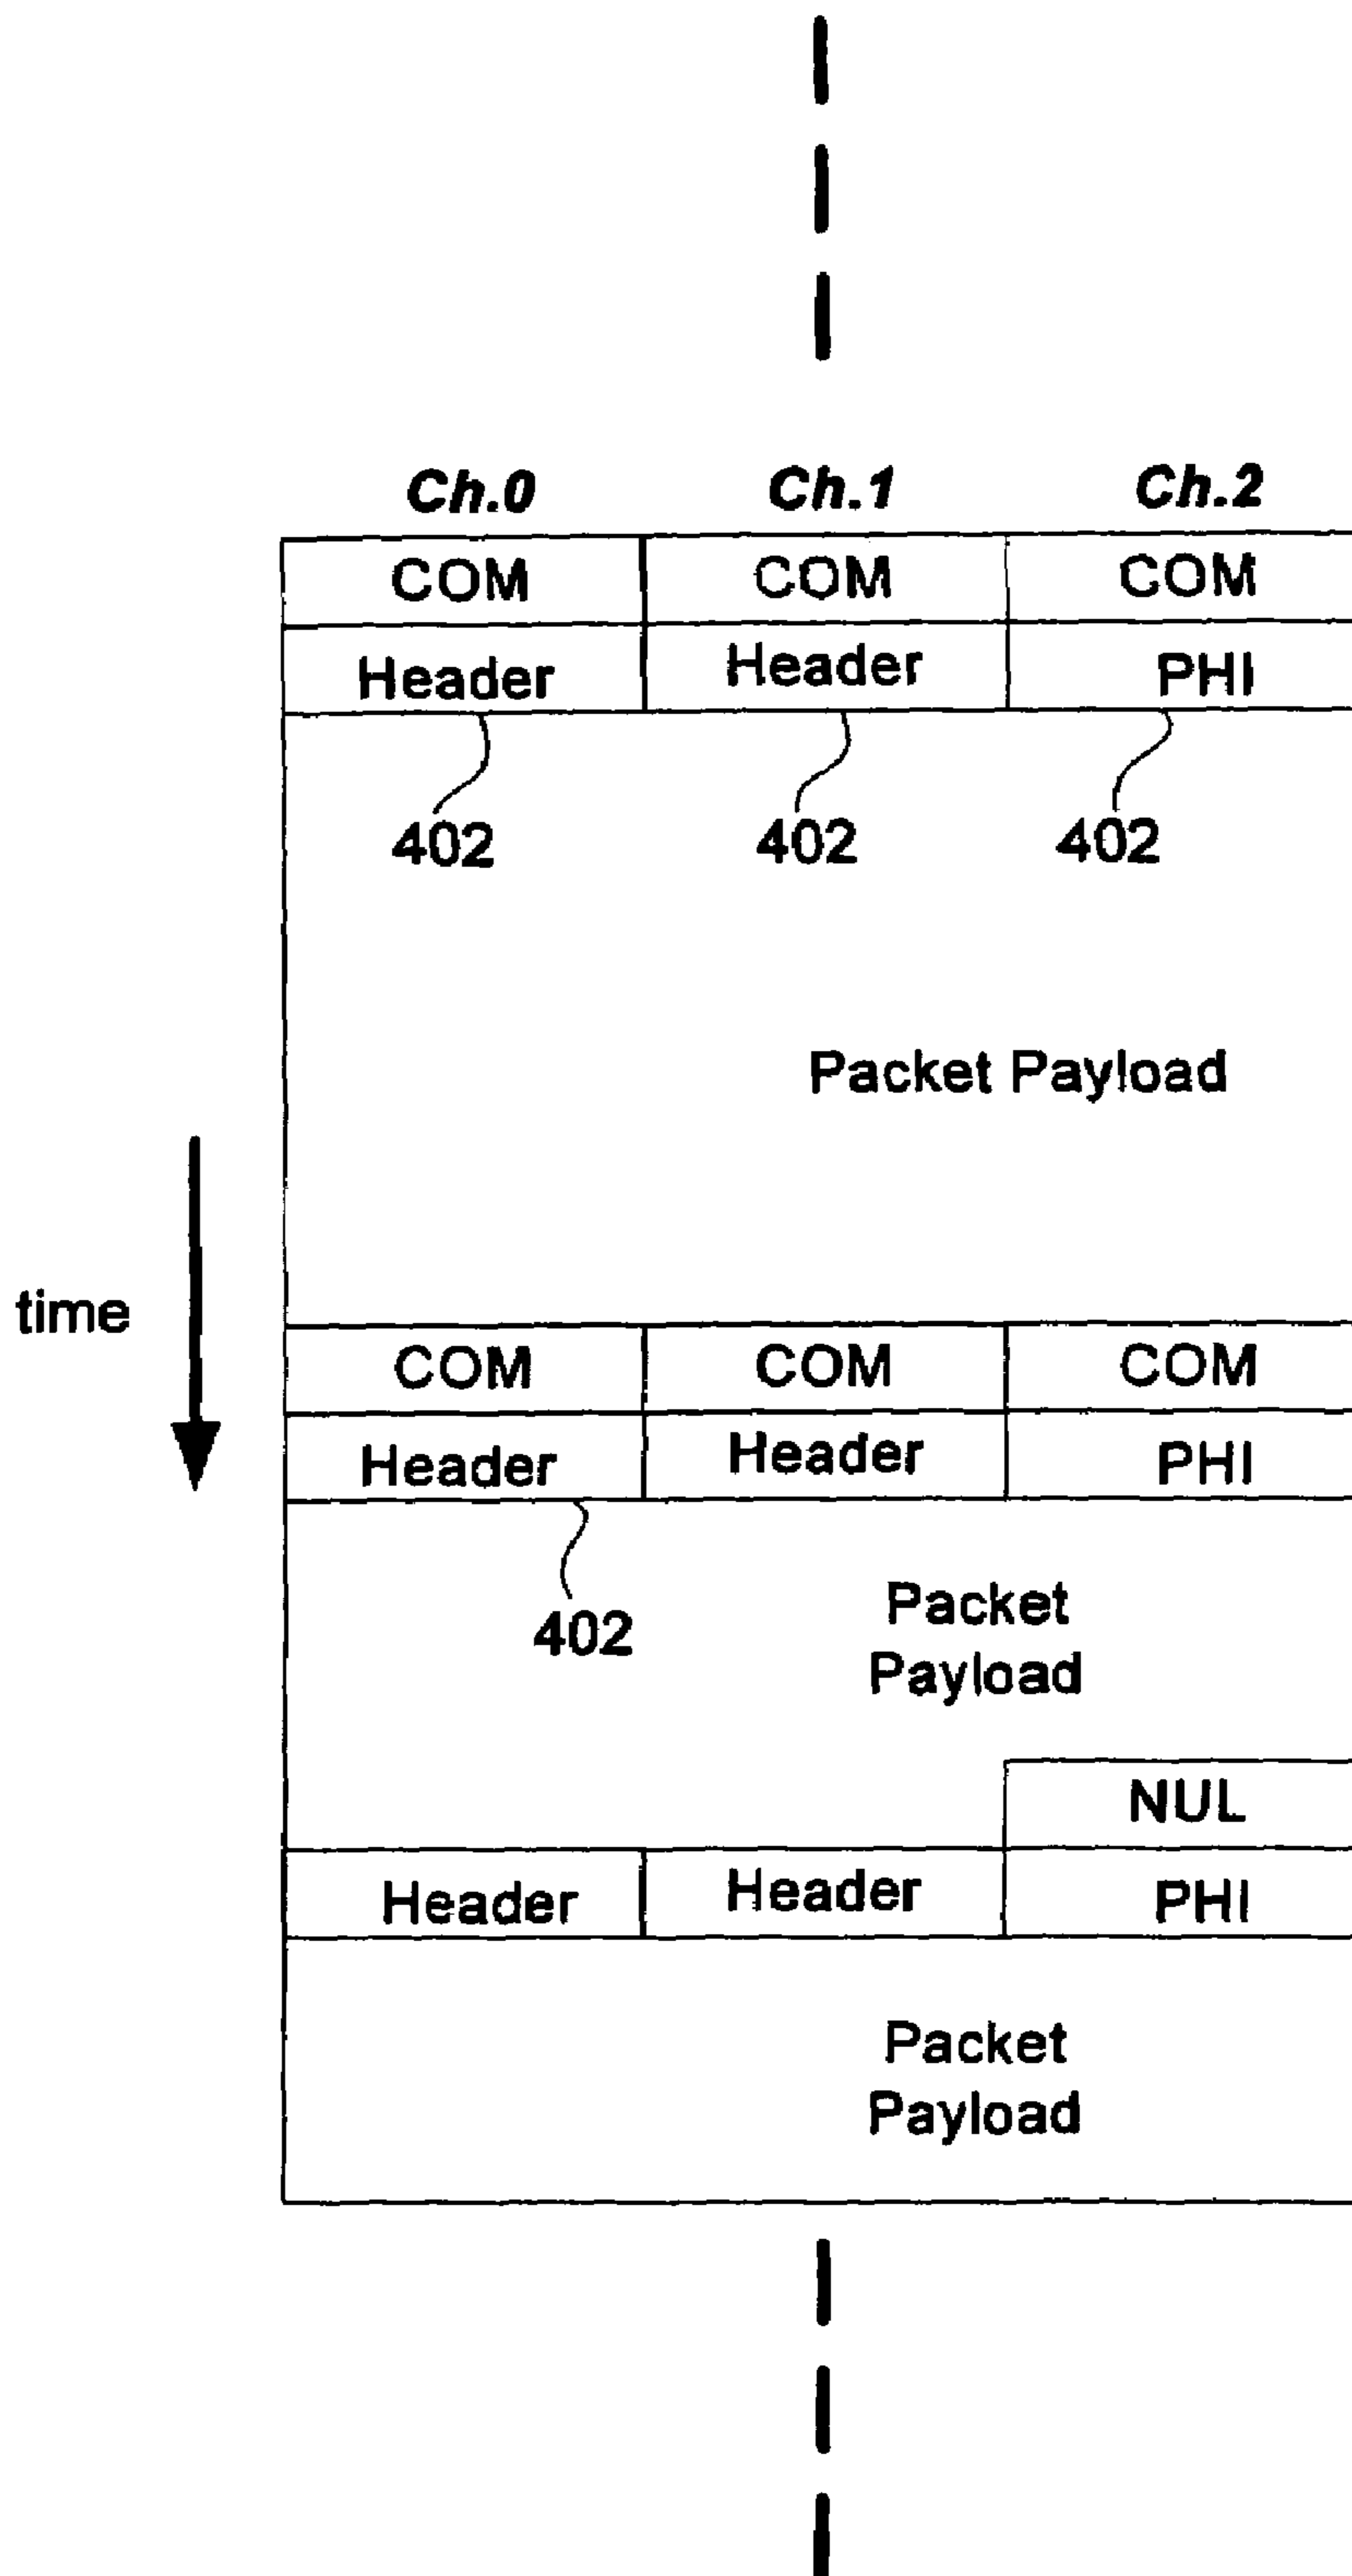 Ch.0 Ch.1 Ch.2
COM COM COM
Header Header PHI
402 402 402
Packet Payload
time
COM COM COM
Header Header PHI
402
Packet
Payload
NUL
Header Header PHI
Packet
Payload